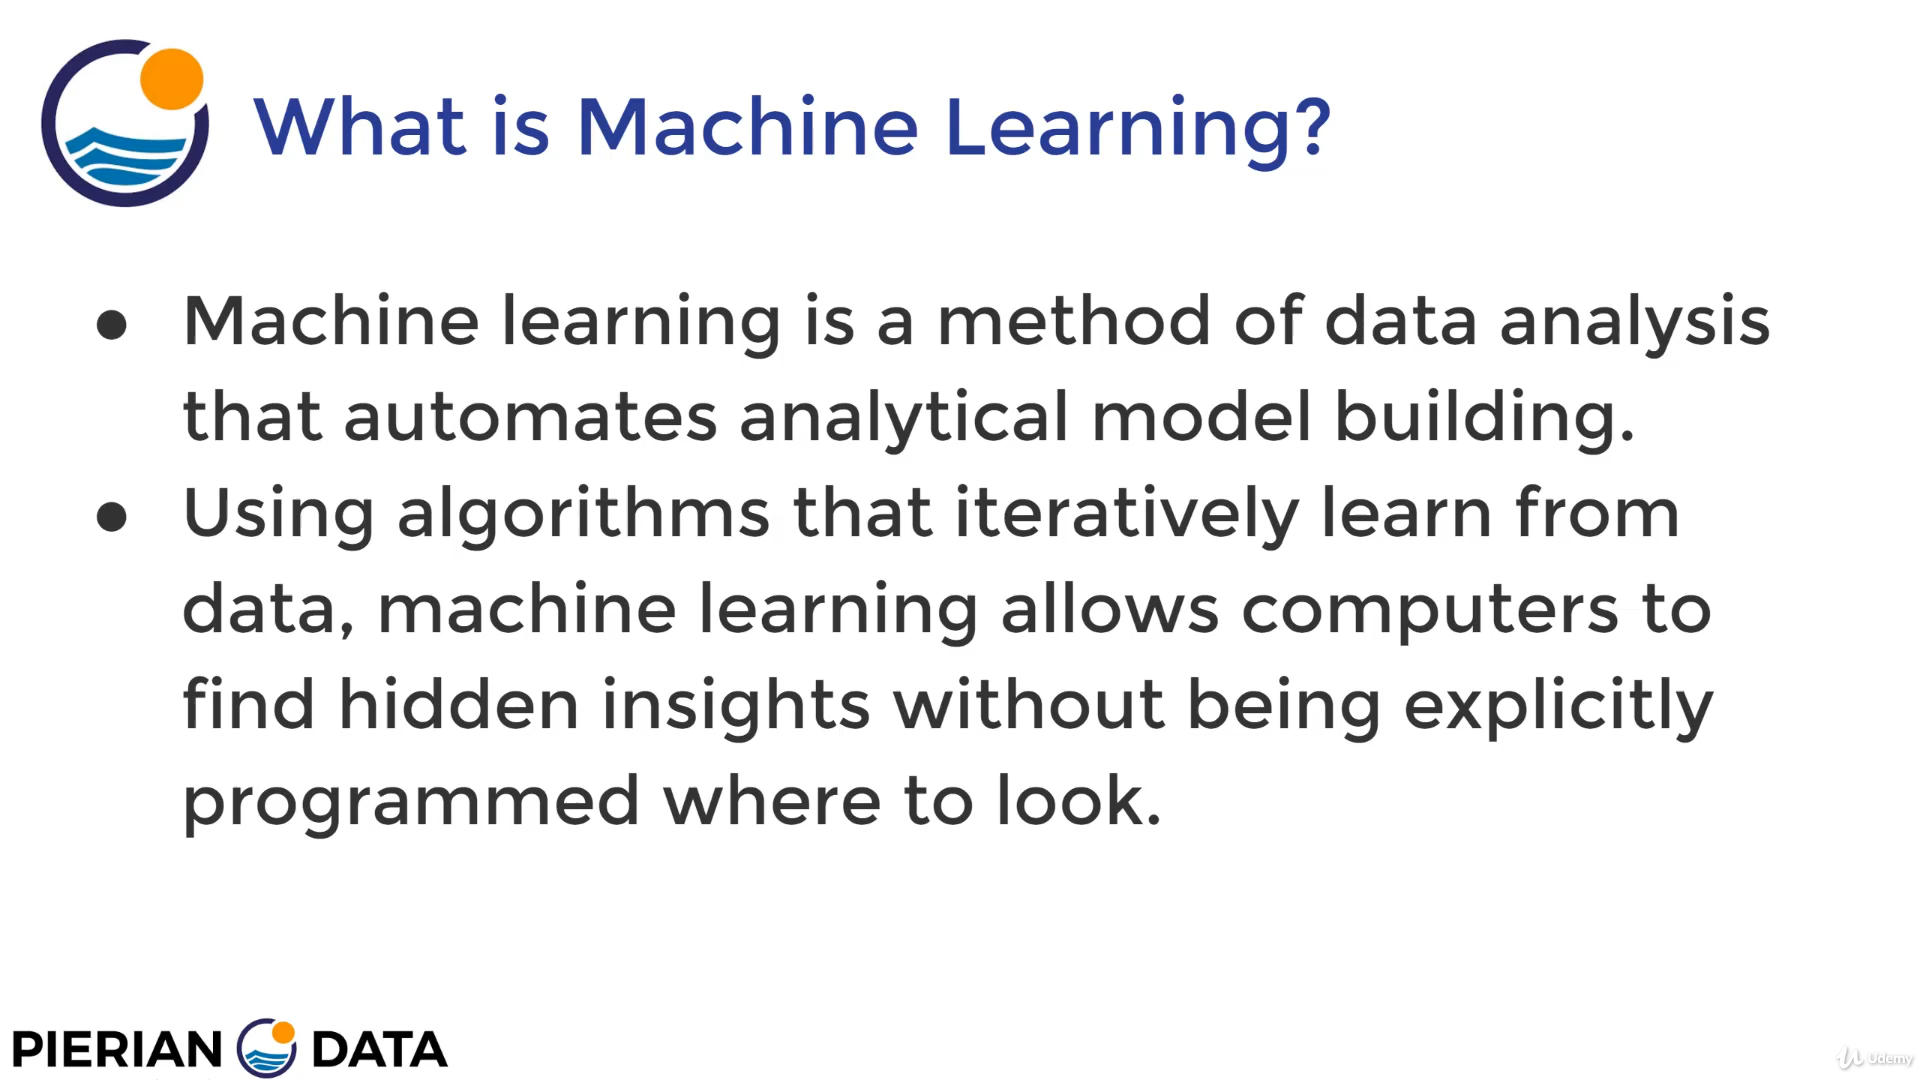 What is Machine Learning?
● Machine learning is a method of data analysis
that automates analytical model building.
● Using algorithms that iteratively learn from
data, machine learning allows computers to
find hidden insights without being explicitly
programmed where to look.
PIERIAN DATA
Udemy